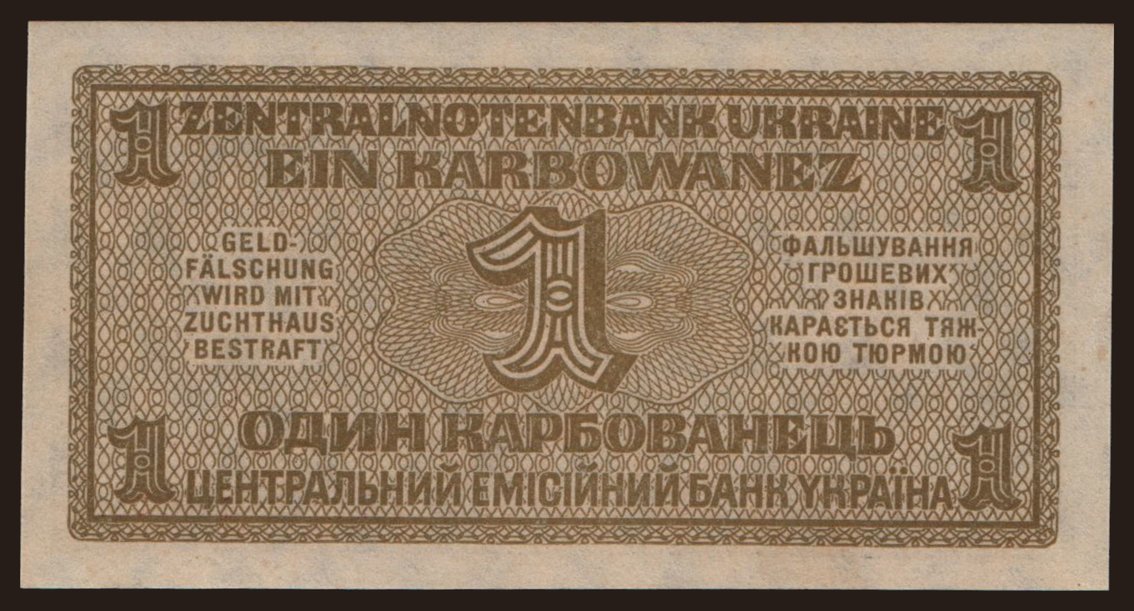 1 ZENTRALNOTENBANK UKRAINE 1
EIN KARBOWANEZ
GELD-
FÄLSCHUNG
WIRD MIT
ZUCHTHAUS
BESTRAFT
1
ФАЛЬШУВАННЯ
ГРОШЕВИХ
ЗНАКІВ
КАРАЄТЬСЯ ТЯЖ-
КОЮ ТЮРМОЮ
ОДИН КАРБОВАНЕЦЬ
1 ЦЕНТРАЛЬНИЙ ЕМІСІЙНИЙ БАНК УКРАЇНА 1